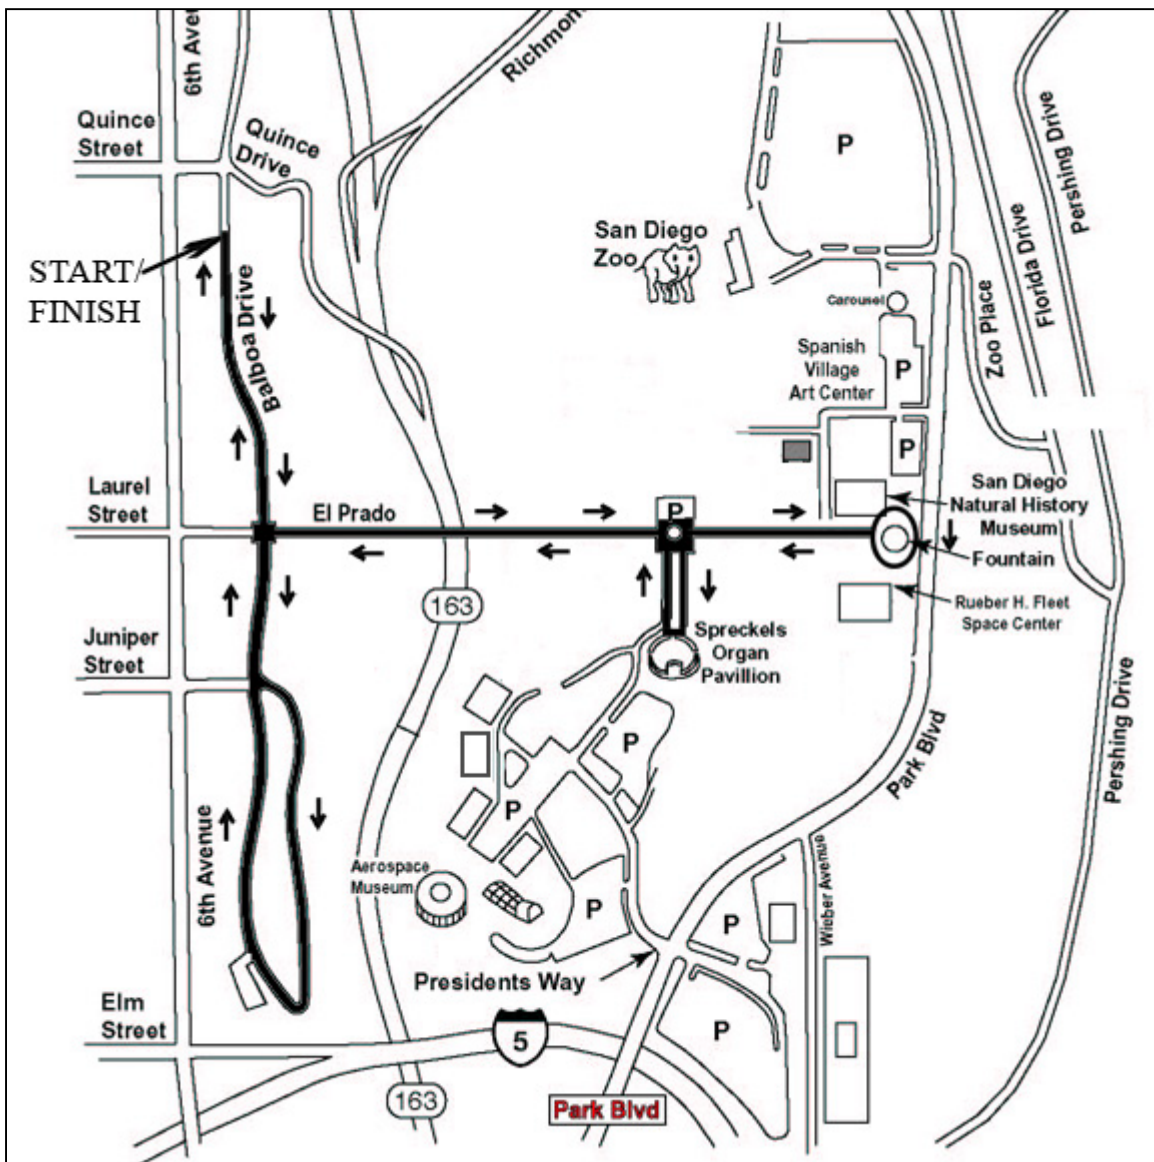 6th Avenue
Richmond
Quince
Street
Quince
Drive
P
Pershing Drive
San Diego
Zoo
START/
FINISH
Balboa Drive
Florida Drive
Carousel
Zoo Place
Spanish
Village
Art Center
P
P
Laurel
Street
El Prado
P
San Diego
Natural History
Museum
Fountain
163
Rueber H. Fleet
Space Center
Juniper
Street
Spreckels
Organ
Pavillion
P
Park Blvd
Pershing Drive
6th Avenue
P
Aerospace
Museum
P
P
Wieber Avenue
Presidents Way
Elm
Street
5
P
163
Park Blvd